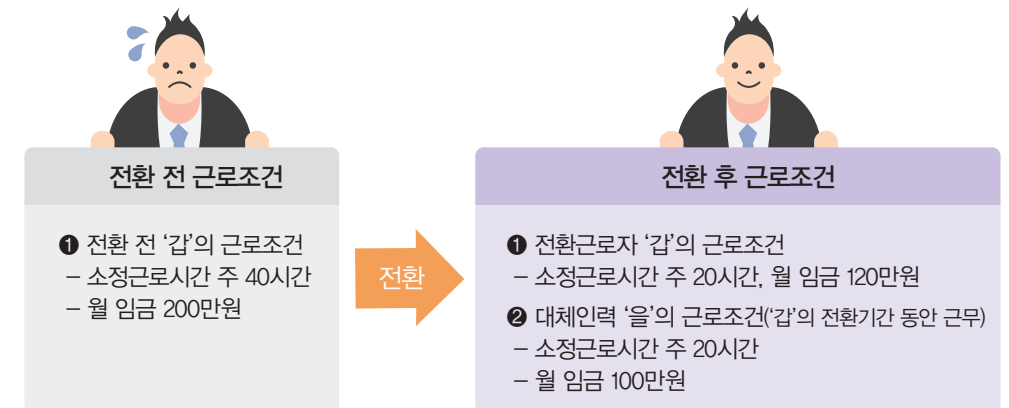 전환 전 근로조건
❶ 전환 전 ‘갑’의 근로조건
– 소정근로시간 주 40시간
– 월 임금 200만원
전환
전환 후 근로조건
❶ 전환근로자 ‘갑’의 근로조건
– 소정근로시간 주 20시간, 월 임금 120만원
❷ 대체인력 ‘을’의 근로조건(‘갑’의 전환기간 동안 근무)
– 소정근로시간 주 20시간
– 월 임금 100만원